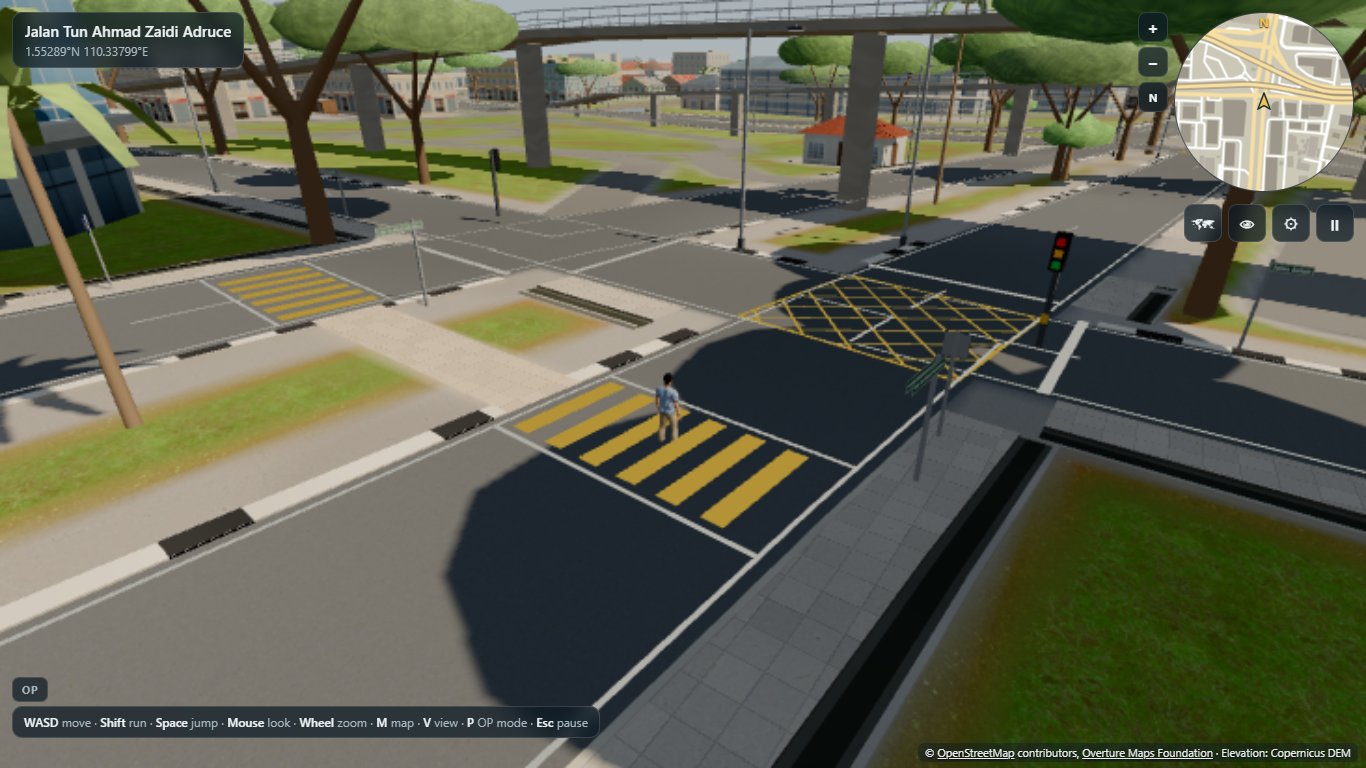 Jalan Tun Ahmad Zaidi Adruce
1.55289°N 110.33799°E
+
−
N
N
OP
WASD move · Shift run · Space jump · Mouse look · Wheel zoom · M map · V view · P OP mode · Esc pause
© OpenStreetMap contributors, Overture Maps Foundation · Elevation: Copernicus DEM